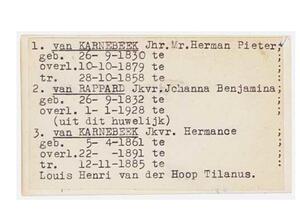 1. van KARNEBEEK Jhr.Mr.Herman Pieter;
geb. 26- 9-1830 te
overl.10-10-1879 te
tr. 28-10-1858 te
2. van RAPPARD Jkvr.Johanna Benjamina;
geb. 26- 9-1832 te
overl. 1- 1-1928 te
(uit dit huwelijk)
3. van KARNEBEEK Jkvr. Hermance
geb. 5- 4-1861 te
overl.22- -1891 te
tr. 12-11-1885 te
Louis Henri van der Hoop Tilanus.